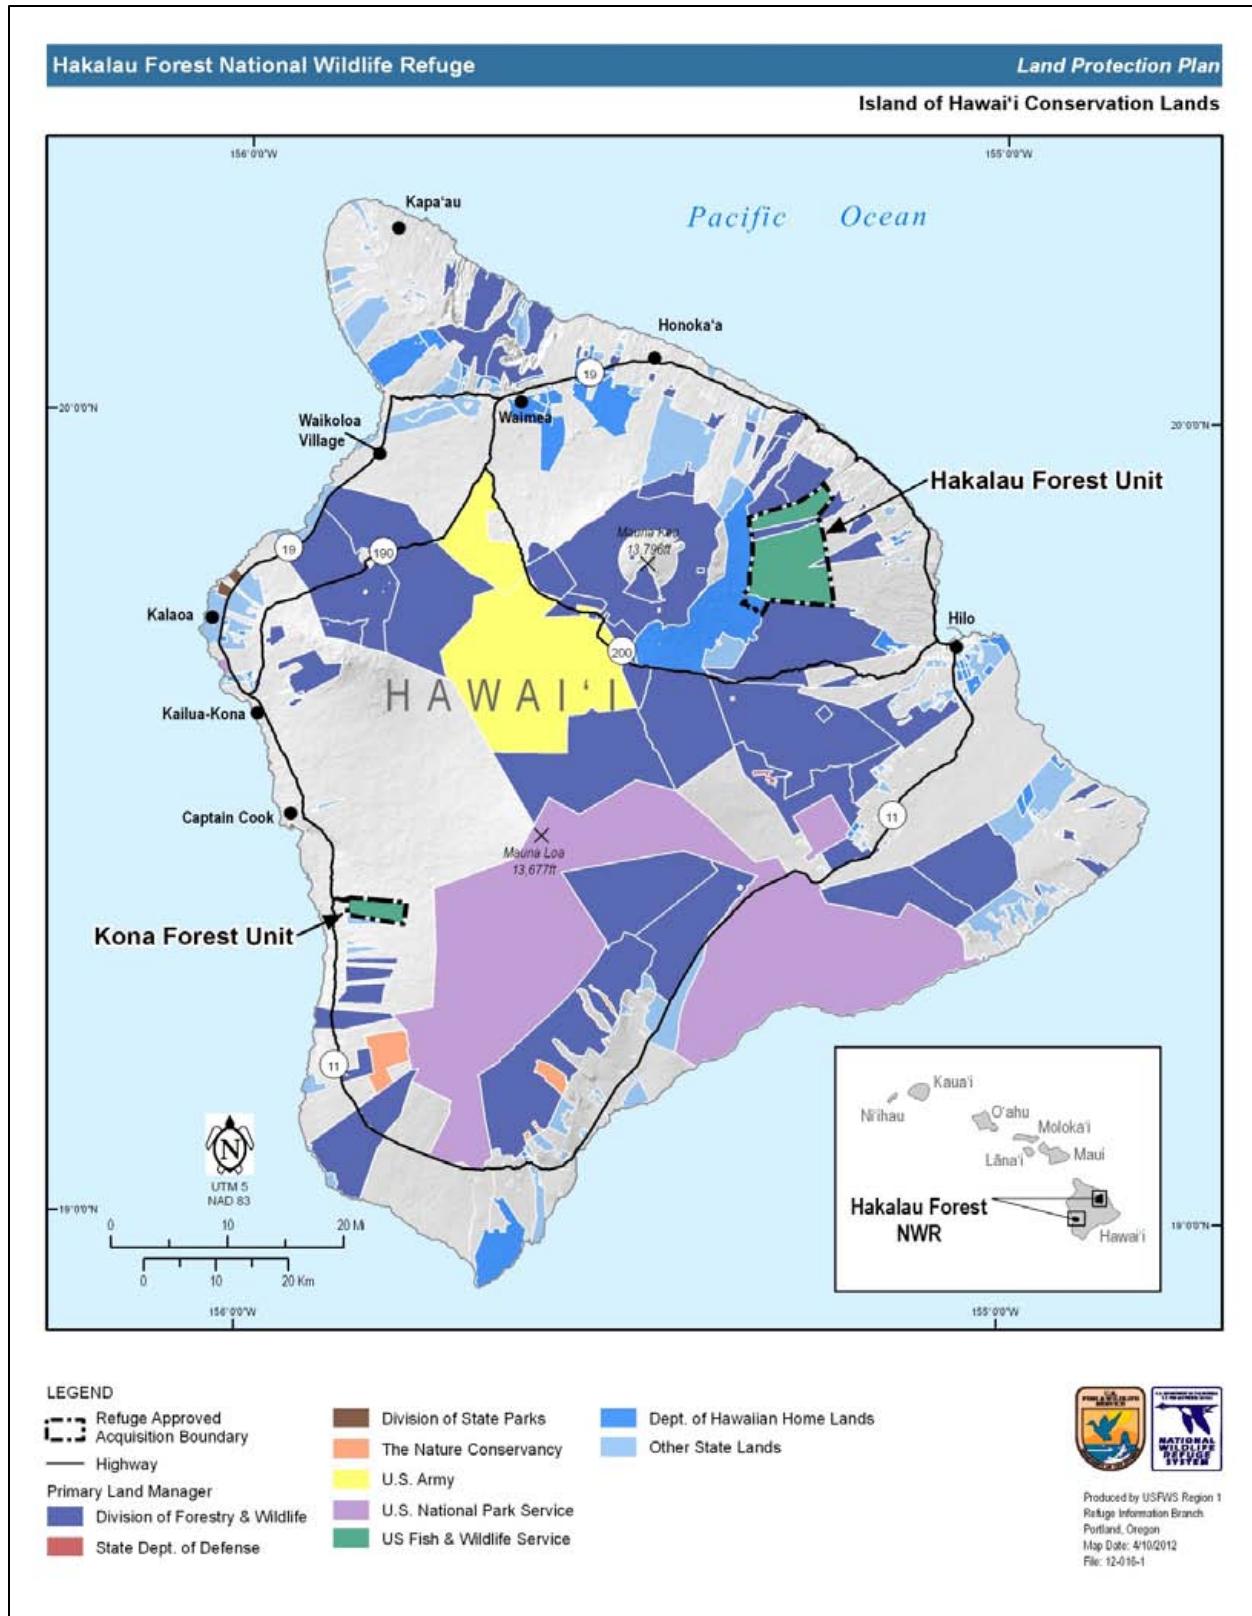 Hakalau Forest National Wildlife Refuge
Land Protection Plan
Island of Hawai‘i Conservation Lands
156°0'0"W
155°0'0"W
Kapa‘au
Pacific Ocean
Honoka‘a
19
20°0'0"N
Waimea
20°0'0"N
Waikoloa
Village
Hakalau Forest Unit
Mauna Kea
13,796ft
19
190
Kalaoa
Hilo
200
HAWAI‘I
Kailua-Kona
Captain Cook
11
Mauna Loa
13,677ft
Kona Forest Unit
11
Kaua‘i
Ni‘ihau
O‘ahu
Moloka‘i
Lāna‘i
Maui
Hakalau Forest
NWR
Hawai‘i
N
UTM 5
NAD 83
19°0'0"N
19°0'0"N
0 10 20 Mi
0 10 20 Km
156°0'0"W
155°0'0"W
LEGEND
Refuge Approved
Acquisition Boundary
Highway
Primary Land Manager
Division of Forestry & Wildlife
State Dept. of Defense
Division of State Parks
The Nature Conservancy
U.S. Army
U.S. National Park Service
US Fish & Wildlife Service
Dept. of Hawaiian Home Lands
Other State Lands
U.S.
FISH & WILDLIFE
SERVICE
NATIONAL
WILDLIFE
REFUGE
SYSTEM
Produced by USFWS Region 1
Refuge Information Branch
Portland, Oregon
Map Date: 4/10/2012
File: 12-016-1